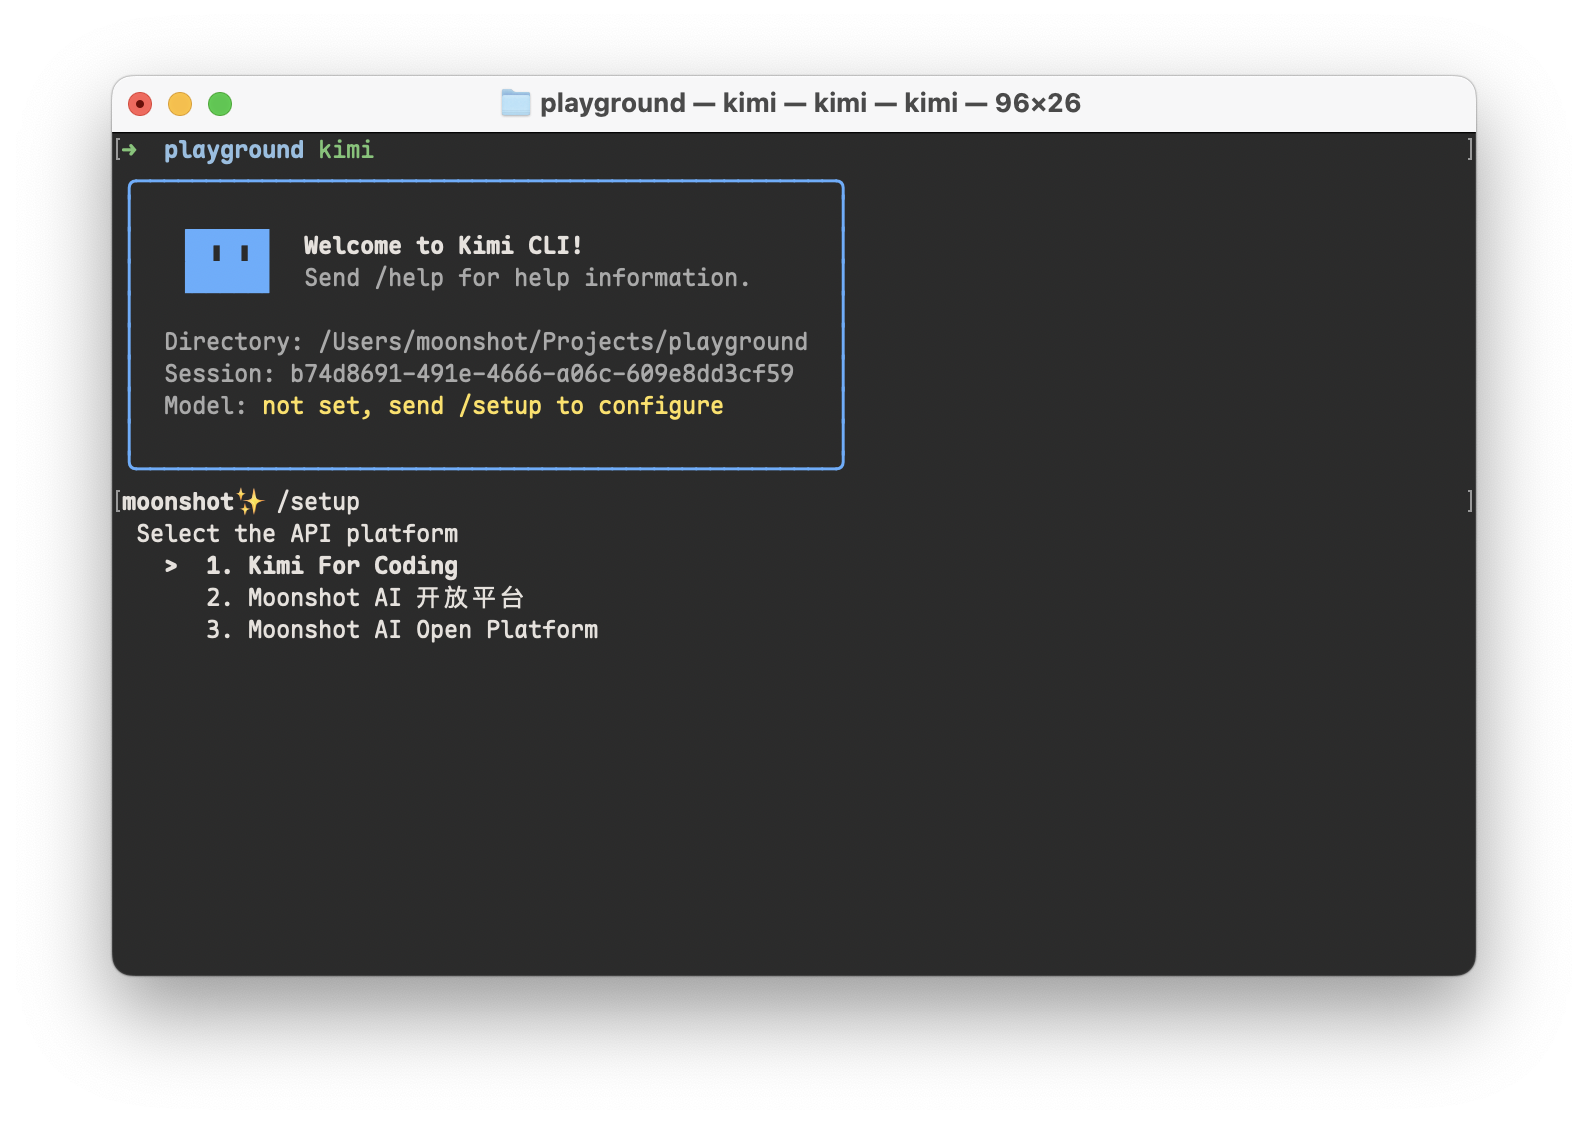 playground — kimi — kimi — kimi — 96×26
[➜  playground kimi ]
Welcome to Kimi CLI!
Send /help for help information.
Directory: /Users/moonshot/Projects/playground
Session: b74d8691-491e-4666-a06c-609e8dd3cf59
Model: not set, send /setup to configure
[moonshot✨ /setup ]
Select the API platform
>  1. Kimi For Coding
2. Moonshot AI 开放平台
3. Moonshot AI Open Platform